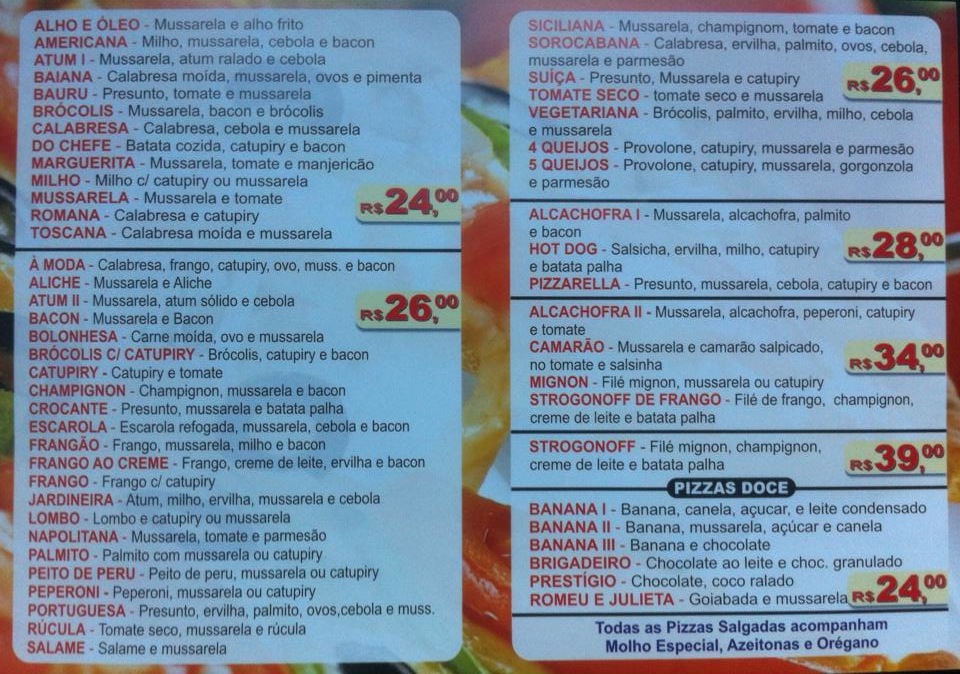 ALHO E ÓLEO - Mussarela e alho frito
AMERICANA - Milho, mussarela, cebola e bacon
ATUM I - Mussarela, atum ralado e cebola
BAIANA - Calabresa moída, mussarela, ovos e pimenta
BAURU - Presunto, tomate e mussarela
BRÓCOLIS - Mussarela, bacon e brócolis
CALABRESA - Calabresa, cebola e mussarela
DO CHEFE - Batata cozida, catupiry e bacon
MARGUERITA - Mussarela, tomate e manjericão
MILHO - Milho c/ catupiry ou mussarela
MUSSARELA - Mussarela e tomate
ROMANA - Calabresa e catupiry
TOSCANA - Calabresa moída e mussarela
R$24,00
À MODA - Calabresa, frango, catupiry, ovo, muss. e bacon
ALICHE - Mussarela e Aliche
ATUM II - Mussarela, atum sólido e cebola
BACON - Mussarela e Bacon
R$26,00
BOLONHESA - Carne moída, ovo e mussarela
BRÓCOLIS C/ CATUPIRY - Brócolis, catupiry e bacon
CATUPIRY - Catupiry e tomate
CHAMPIGNON - Champignon, mussarela e bacon
CROCANTE - Presunto, mussarela e batata palha
ESCAROLA - Escarola refogada, mussarela, cebola e bacon
FRANGÃO - Frango, mussarela, milho e bacon
FRANGO AO CREME - Frango, creme de leite, ervilha e bacon
FRANGO - Frango c/ catupiry
JARDINEIRA - Atum, milho, ervilha, mussarela e cebola
LOMBO - Lombo e catupiry ou mussarela
NAPOLITANA - Mussarela, tomate e parmesão
PALMITO - Palmito com mussarela ou catupiry
PEITO DE PERU - Peito de peru, mussarela ou catupiry
PEPERONI - Peperoni, mussarela ou catupiry
PORTUGUESA - Presunto, ervilha, palmito, ovos,cebola e muss.
RÚCULA - Tomate seco, mussarela e rúcula
SALAME - Salame e mussarela
SICILIANA - Mussarela, champignom, tomate e bacon
SOROCABANA - Calabresa, ervilha, palmito, ovos, cebola,
mussarela e parmesão
SUÍÇA - Presunto, Mussarela e catupiry
R$26,00
TOMATE SECO - tomate seco e mussarela
VEGETARIANA - Brócolis, palmito, ervilha, milho, cebola
e mussarela
4 QUEIJOS - Provolone, catupiry, mussarela e parmesão
5 QUEIJOS - Provolone, catupiry, mussarela, gorgonzola
e parmesão
ALCACHOFRA I - Mussarela, alcachofra, palmito
e bacon
HOT DOG - Salsicha, ervilha, milho, catupiry
e batata palha
R$28,00
PIZZARELLA - Presunto, mussarela, cebola, catupiry e bacon
ALCACHOFRA II - Mussarela, alcachofra, peperoni, catupiry
e tomate
CAMARÃO - Mussarela e camarão salpicado,
no tomate e salsinha
R$34,00
MIGNON - Filé mignon, mussarela ou catupiry
STROGONOFF DE FRANGO - Filé de frango, champignon,
creme de leite e batata palha
STROGONOFF - Filé mignon, champignon,
creme de leite e batata palha
R$39,00
PIZZAS DOCE
BANANA I - Banana, canela, açucar, e leite condensado
BANANA II - Banana, mussarela, açúcar e canela
BANANA III - Banana e chocolate
BRIGADEIRO - Chocolate ao leite e choc. granulado
PRESTÍGIO - Chocolate, coco ralado
ROMEU E JULIETA - Goiabada e mussarela
R$24,00
Todas as Pizzas Salgadas acompanham
Molho Especial, Azeitonas e Orégano